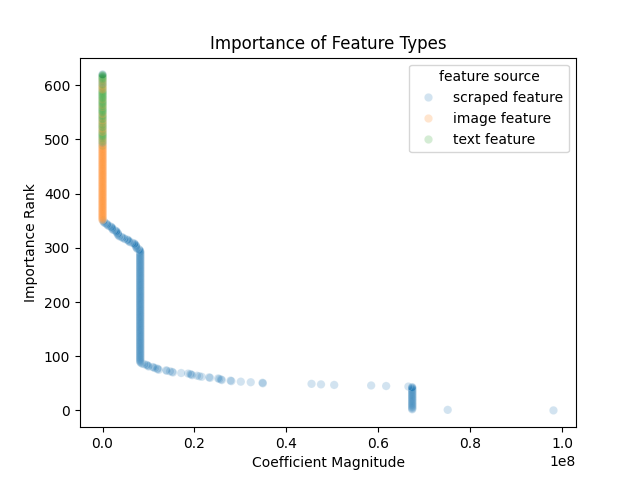 Importance of Feature Types
feature source
scraped feature
image feature
text feature
Importance Rank
600
500
400
300
200
100
0
0.0 0.2 0.4 0.6 0.8 1.0
1e8
Coefficient Magnitude